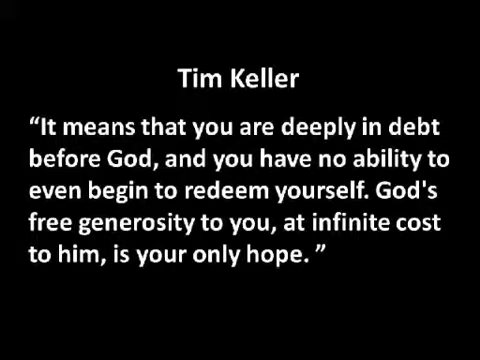 Tim Keller
“It means that you are deeply in debt
before God, and you have no ability to
even begin to redeem yourself. God's
free generosity to you, at infinite cost
to him, is your only hope. ”